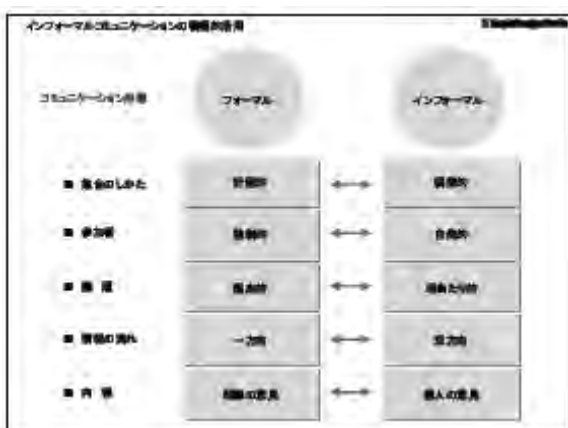 インフォーマルコミュニケーションの積極的活用
コミュニケーション形態 フォーマル インフォーマル
■ 集合のしかた 計画的 ↔ 偶発的
■ 参加者 ↔ 自発的
■ ↔
■ 情報の流れ 一方向 ↔ 双方向
■ 内容 組織の意見 ↔ 個人の意見